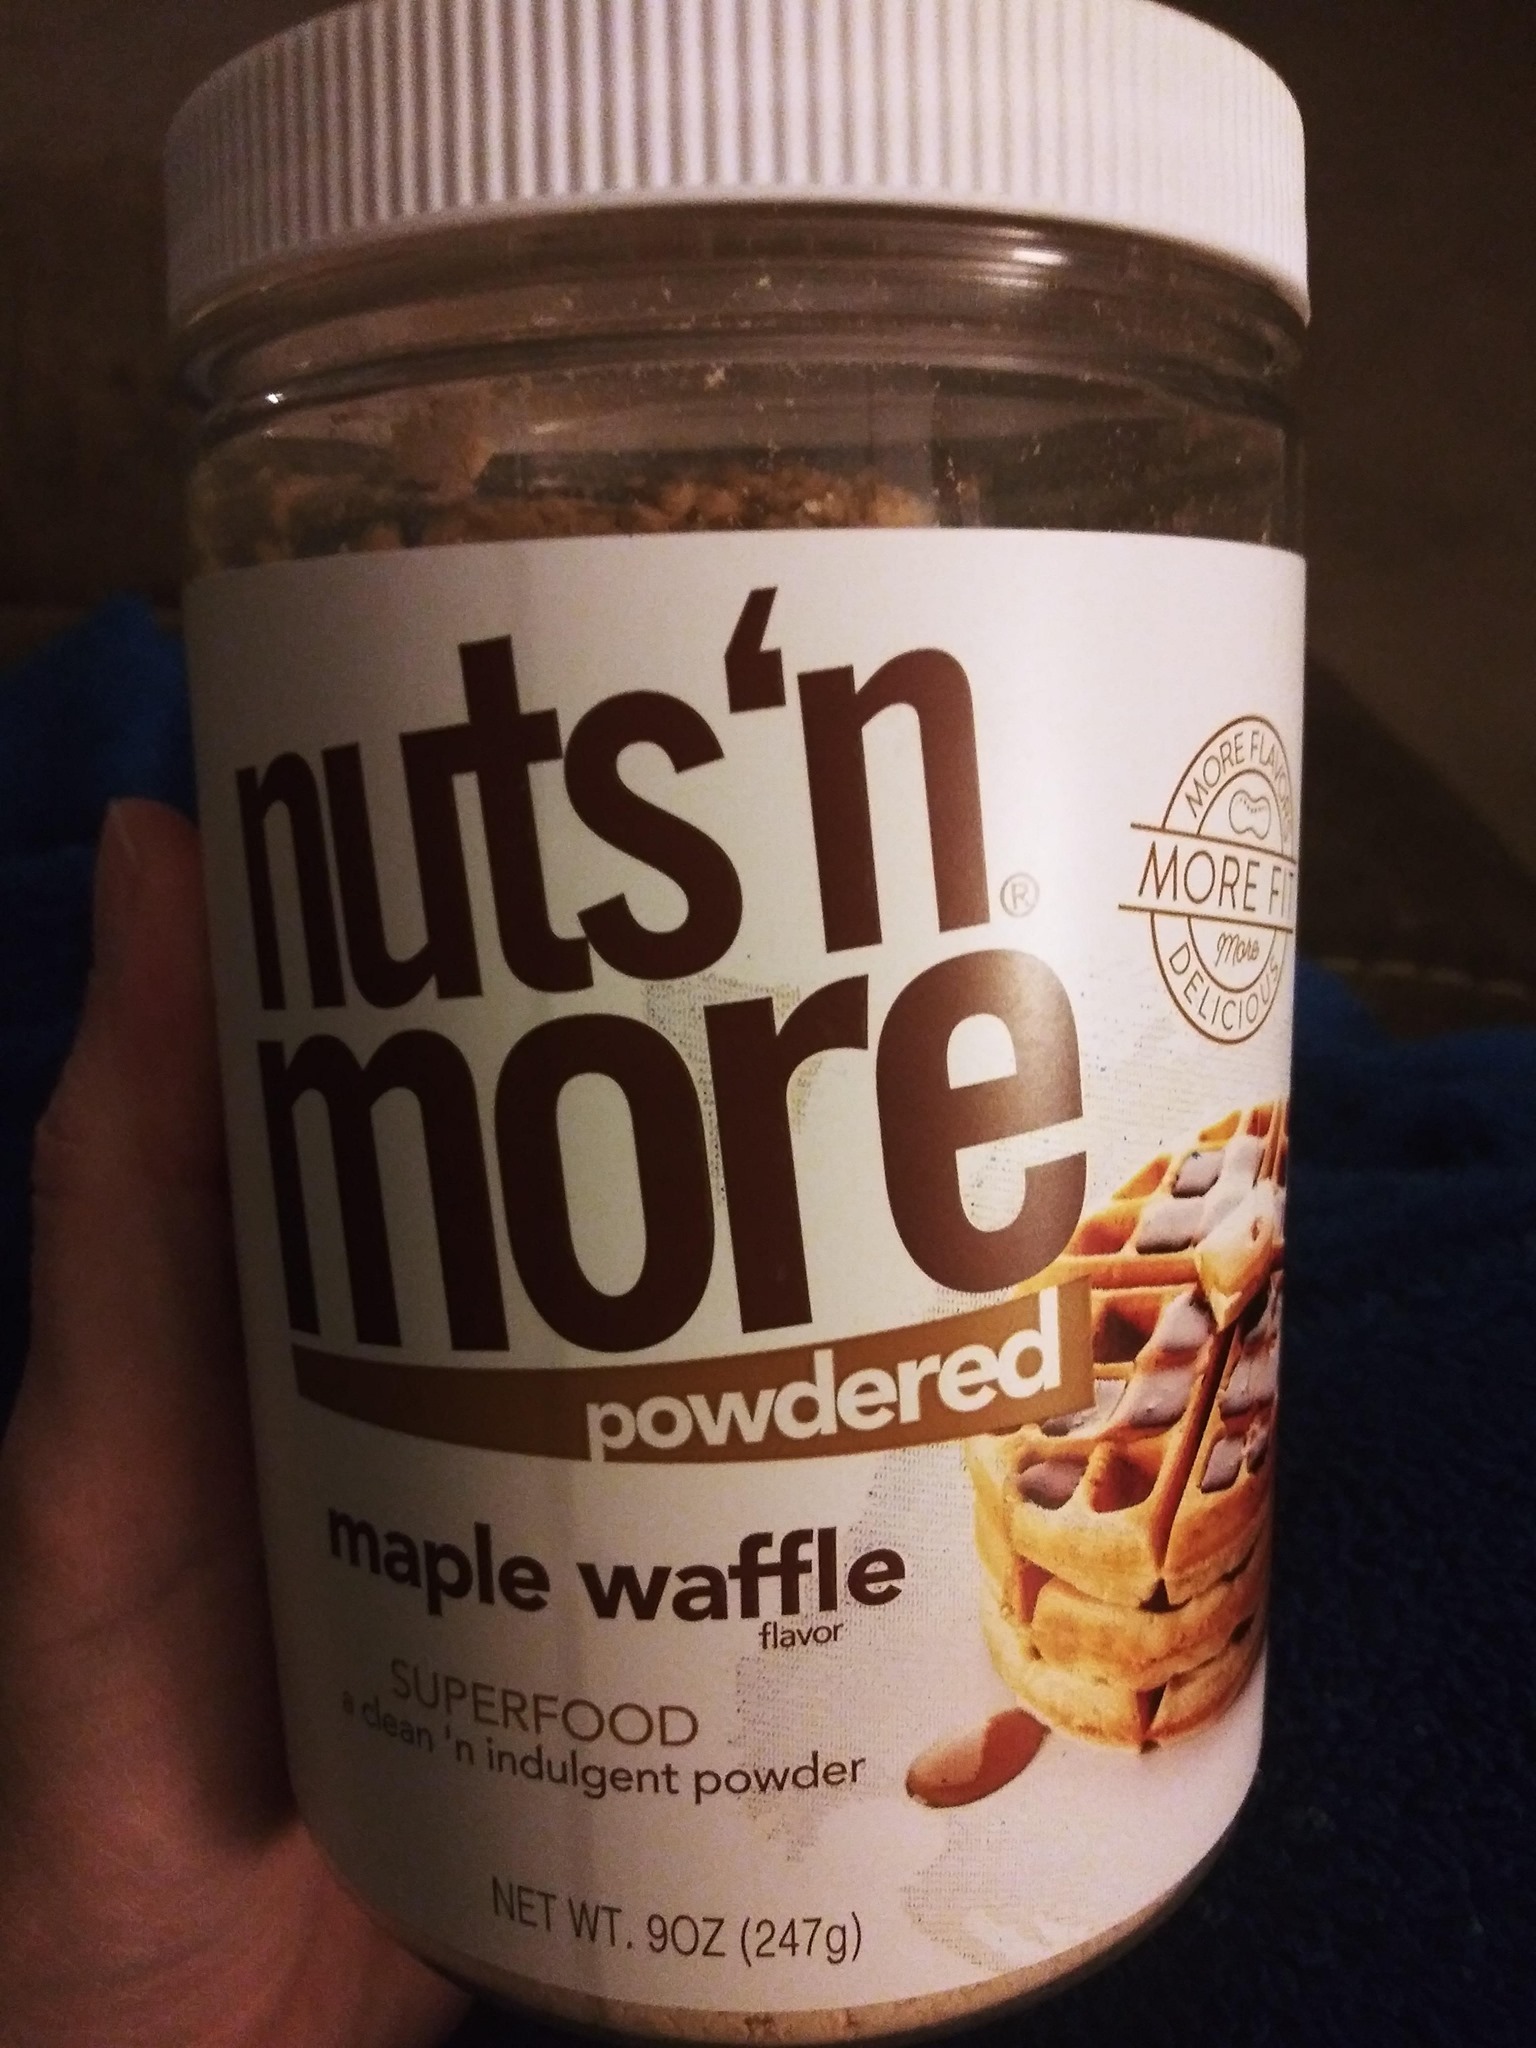 nuts 'n
more®
powdered
maple waffle
flavor
SUPERFOOD
a clean 'n indulgent powder
NET WT. 9OZ (247g)
MORE FLAVORS
MORE FIT
More
DELICIOUS